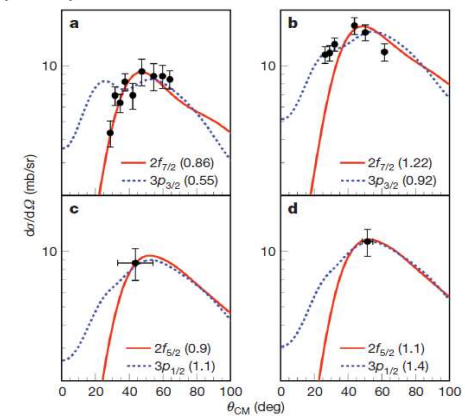 a
b
10
10
2f7/2 (0.86)
3p3/2 (0.55)
2f7/2 (1.22)
3p3/2 (0.92)
dσ/dΩ (mb/sr)
c
d
10
10
2f5/2 (0.9)
3p1/2 (1.1)
2f5/2 (1.1)
3p1/2 (1.4)
0 20 40 60 80 100 0 20 40 60 80 100
θCM (deg) θCM (deg)